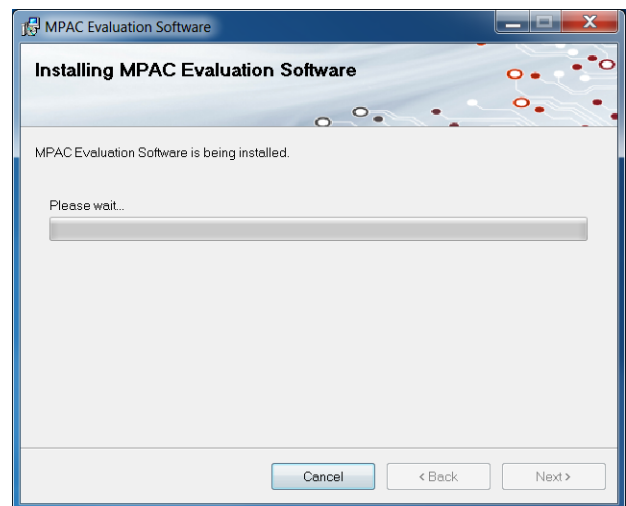 MPAC Evaluation Software
Installing MPAC Evaluation Software
MPAC Evaluation Software is being installed.
Please wait...
Cancel
< Back
Next >